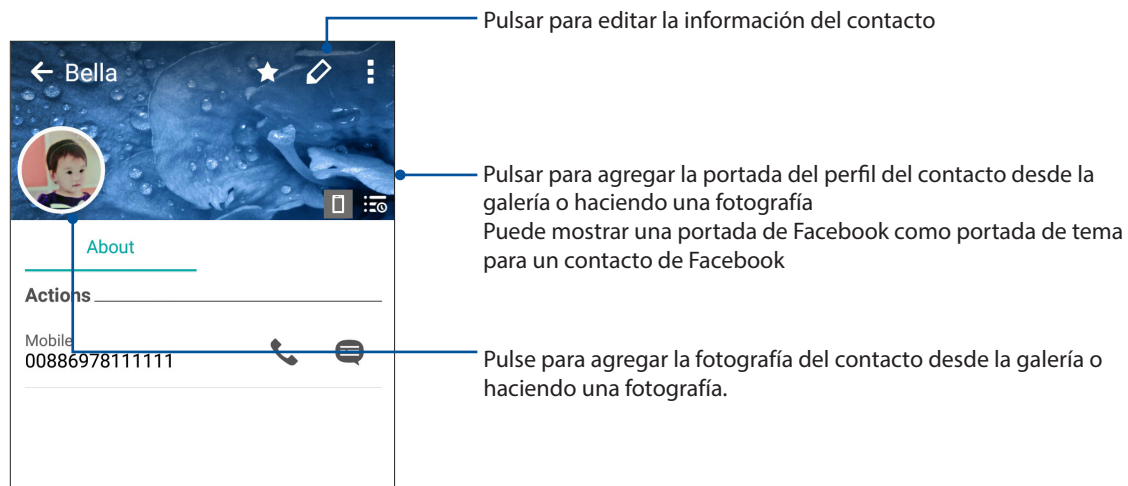 Pulsar para editar la información del contacto
Bella
Pulsar para agregar la portada del perfil del contacto desde la
galería o haciendo una fotografía
Puede mostrar una portada de Facebook como portada de tema
para un contacto de Facebook
About
Actions
Mobile
00886978111111
Pulse para agregar la fotografía del contacto desde la galería o
haciendo una fotografía.